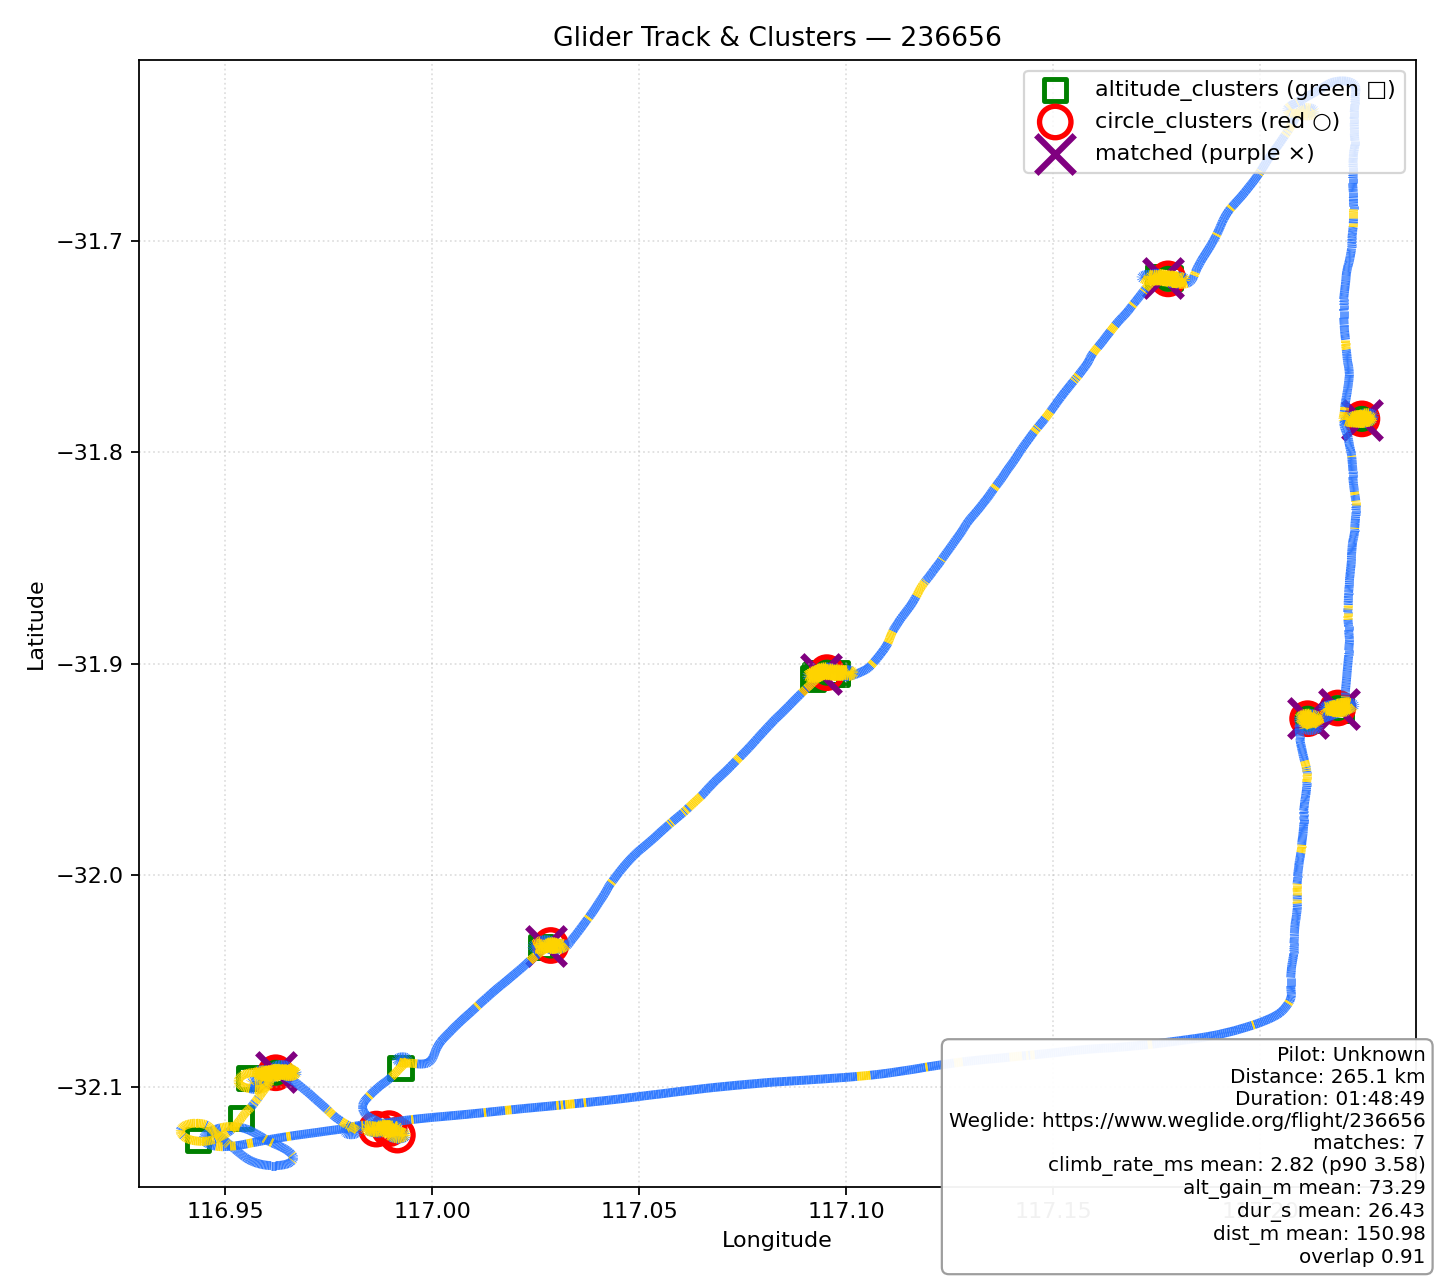 Glider Track & Clusters — 236656
altitude_clusters (green □)
circle_clusters (red ○)
matched (purple ×)
Latitude
−31.7
−31.8
−31.9
−32.0
−32.1
116.95
117.00
117.05
117.10
117.15
Longitude
Pilot: Unknown
Distance: 265.1 km
Duration: 01:48:49
Weglide: https://www.weglide.org/flight/236656
matches: 7
climb_rate_ms mean: 2.82 (p90 3.58)
alt_gain_m mean: 73.29
dur_s mean: 26.43
dist_m mean: 150.98
overlap 0.91